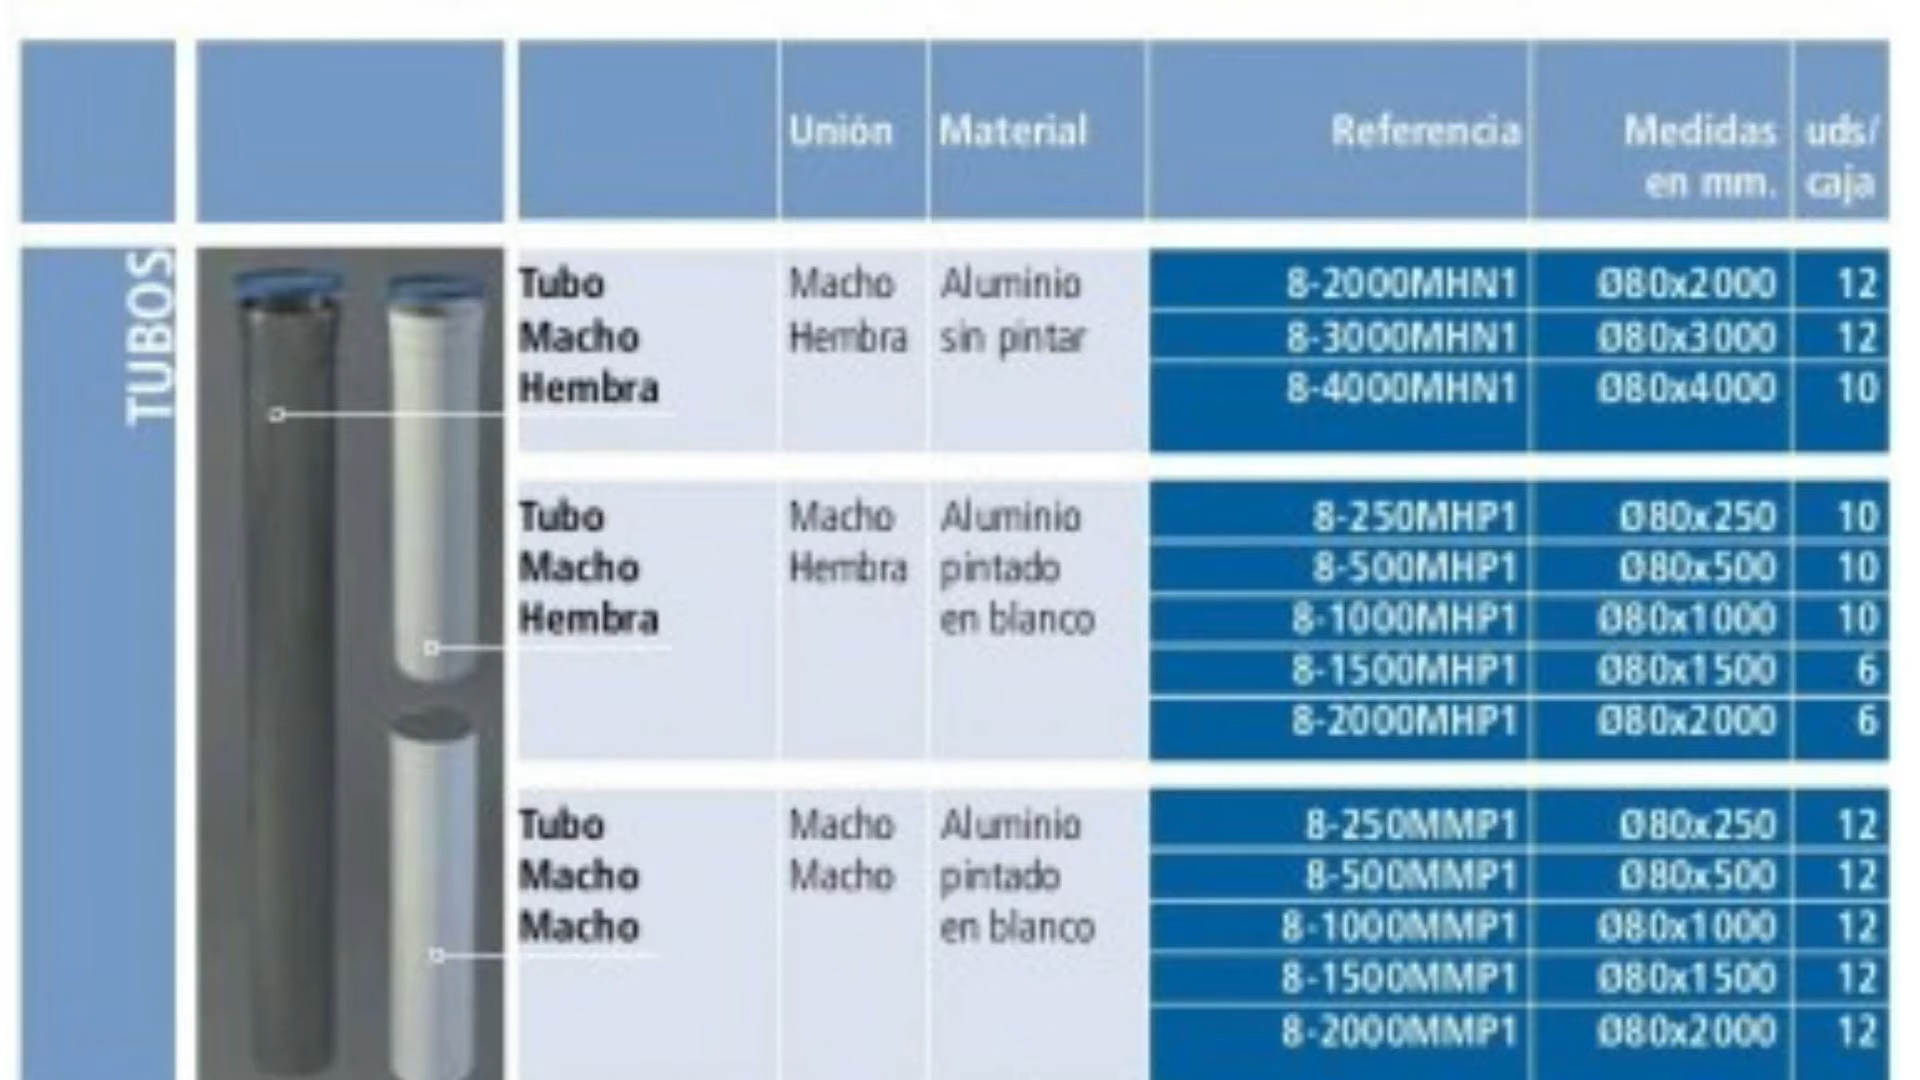 Unión Material Referencia Medidas uds/
en mm. caja
TUBOS
Tubo Macho Aluminio 8-2000MHN1 Ø80x2000 12
Macho Hembra sin pintar 8-3000MHN1 Ø80x3000 12
Hembra 8-4000MHN1 Ø80x4000 10
Tubo Macho Aluminio 8-250MHP1 Ø80x250 10
Macho Hembra pintado 8-500MHP1 Ø80x500 10
Hembra en blanco 8-1000MHP1 Ø80x1000 10
8-1500MHP1 Ø80x1500 6
8-2000MHP1 Ø80x2000 6
Tubo Macho Aluminio 8-250MMP1 Ø80x250 12
Macho Macho pintado 8-500MMP1 Ø80x500 12
Macho en blanco 8-1000MMP1 Ø80x1000 12
8-1500MMP1 Ø80x1500 12
8-2000MMP1 Ø80x2000 12